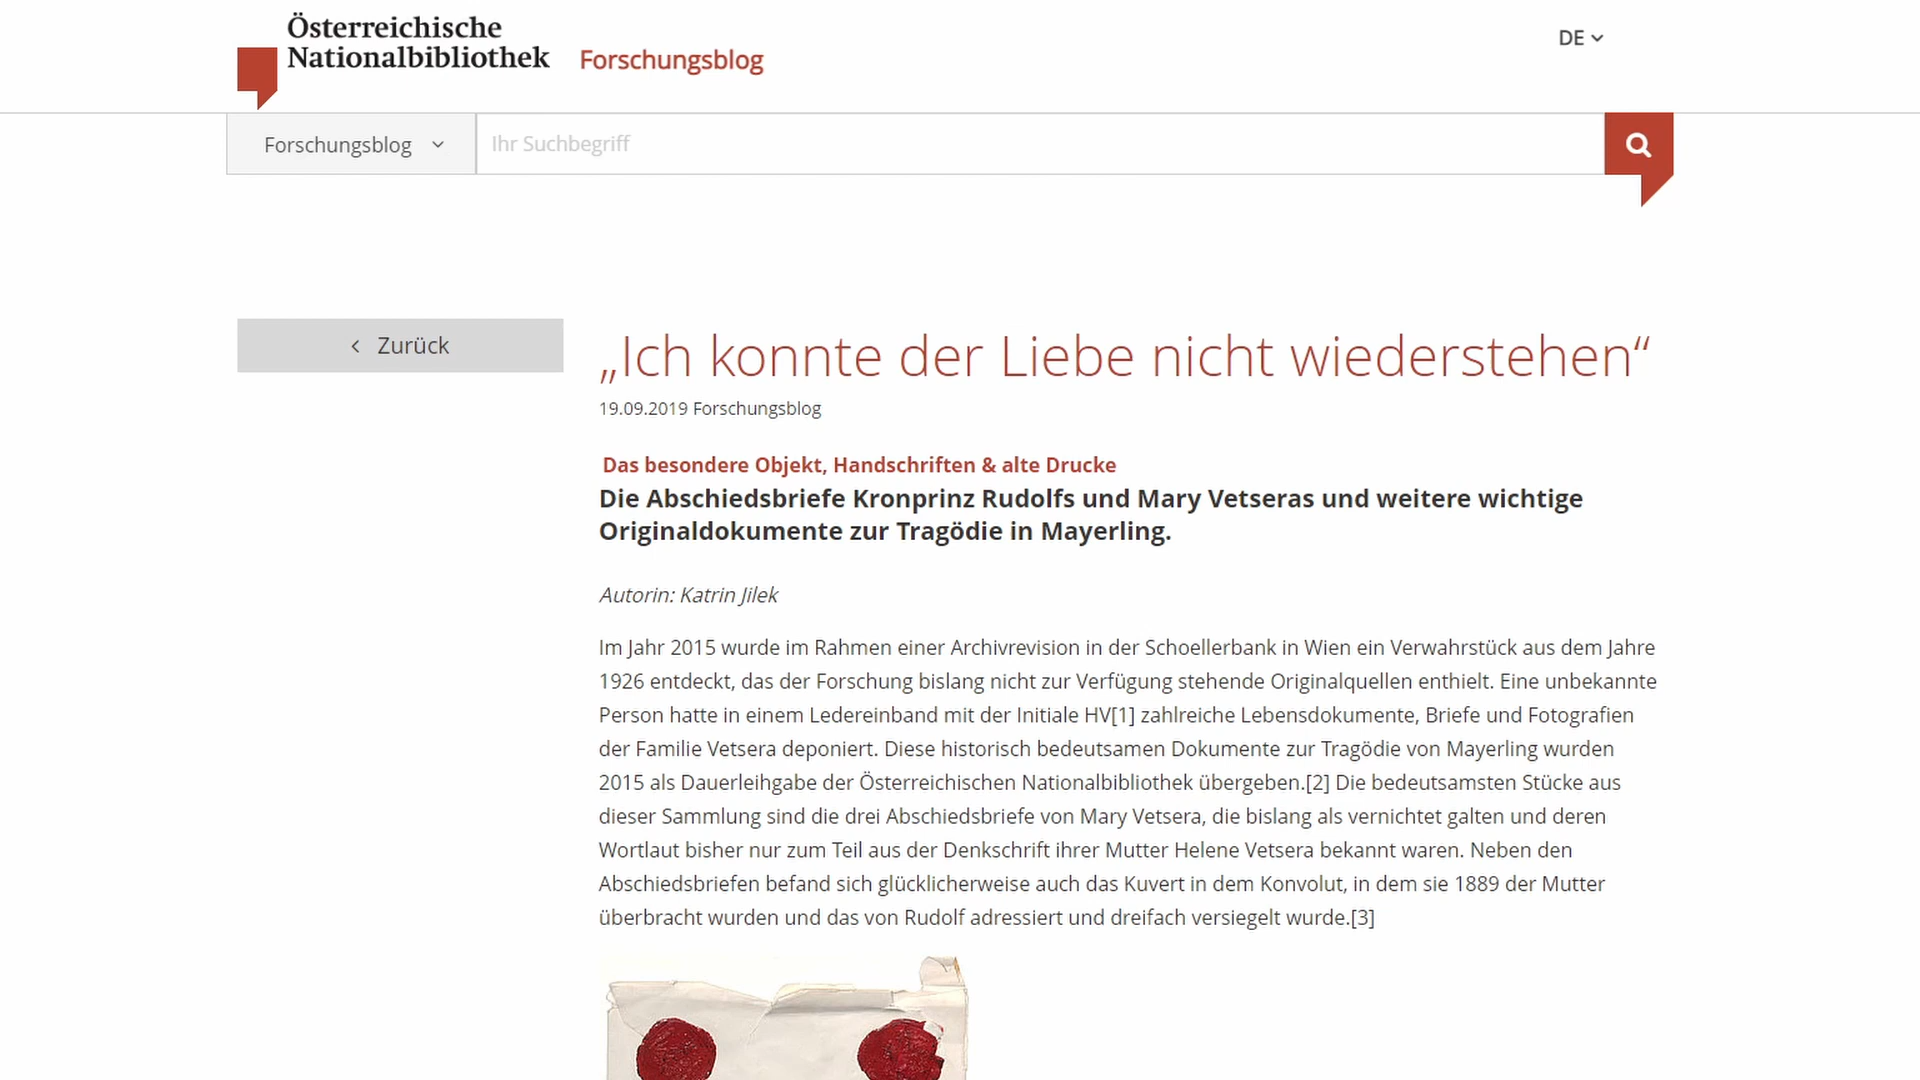 Österreichische
Nationalbibliothek
Forschungsblog
DE
Forschungsblog
Ihr Suchbegriff
Zurück
„Ich konnte der Liebe nicht wiederstehen“
19.09.2019 Forschungsblog
Das besondere Objekt, Handschriften & alte Drucke
Die Abschiedsbriefe Kronprinz Rudolfs und Mary Vetseras und weitere wichtige
Originaldokumente zur Tragödie in Mayerling.
Autorin: Katrin Jilek
Im Jahr 2015 wurde im Rahmen einer Archivrevision in der Schoellerbank in Wien ein Verwahrstück aus dem Jahre
1926 entdeckt, das der Forschung bislang nicht zur Verfügung stehende Originalquellen enthielt. Eine unbekannte
Person hatte in einem Ledereinband mit der Initiale HV[1] zahlreiche Lebensdokumente, Briefe und Fotografien
der Familie Vetsera deponiert. Diese historisch bedeutsamen Dokumente zur Tragödie von Mayerling wurden
2015 als Dauerleihgabe der Österreichischen Nationalbibliothek übergeben.[2] Die bedeutsamsten Stücke aus
dieser Sammlung sind die drei Abschiedsbriefe von Mary Vetsera, die bislang als vernichtet galten und deren
Wortlaut bisher nur zum Teil aus der Denkschrift ihrer Mutter Helene Vetsera bekannt waren. Neben den
Abschiedsbriefen befand sich glücklicherweise auch das Kuvert in dem Konvolut, in dem sie 1889 der Mutter
überbracht wurden und das von Rudolf adressiert und dreifach versiegelt wurde.[3]